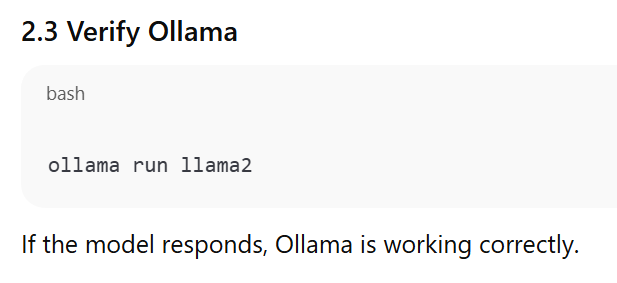 2.3 Verify Ollama
bash
ollama run llama2
If the model responds, Ollama is working correctly.